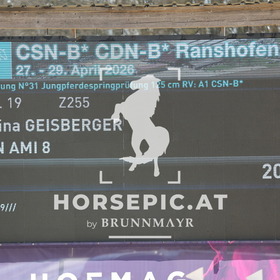 CSN-B* CDN-B* Ranshofen
27. - 29. April 2026
ung N°31 Jungpferdespringprüfung 125 cm RV: A1 CSN-B*
19 Z255
ina GEISBERGER
N AMI 8
20
HORSEPIC.AT
by BRUNNMAYR
9///